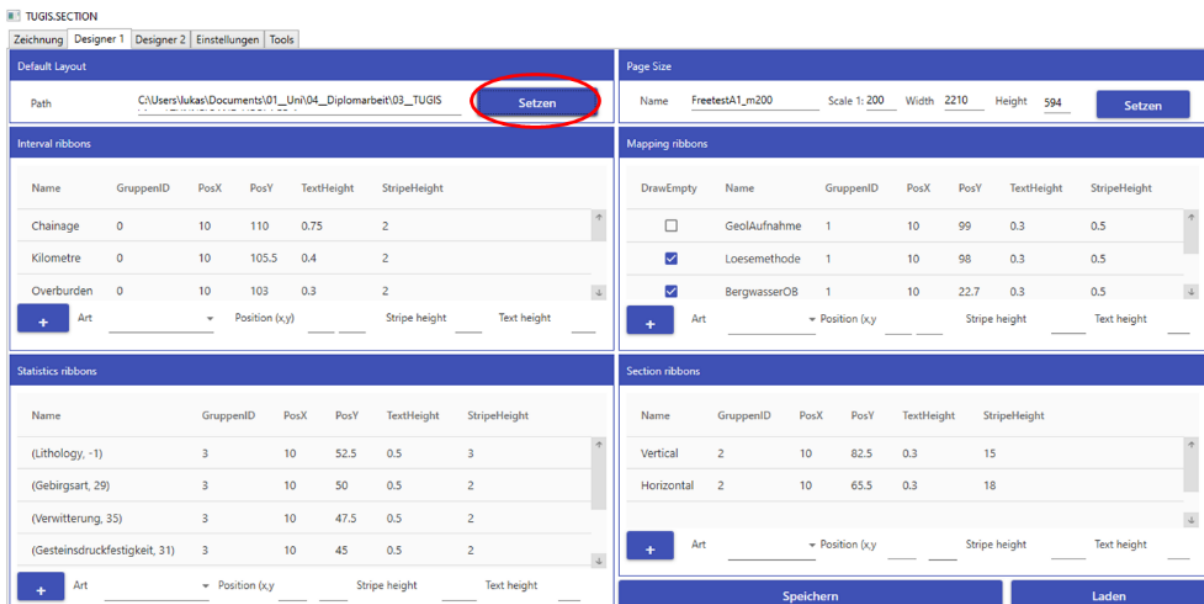 TUGIS.SECTION
Zeichnung Designer 1 Designer 2 Einstellungen Tools
Default Layout
Path C:\Users\lukas\Documents\01__Uni\04__Diplomarbeit\03__TUGIS Setzen
Page Size
Name FreetestA1_m200 Scale 1: 200 Width 2210 Height 594 Setzen
Interval ribbons
Name GruppenID PosX PosY TextHeight StripeHeight
Chainage 0 10 110 0.75 2
Kilometre 0 10 105.5 0.4 2
Overburden 0 10 103 0.3 2
+ Art Position (x,y) Stripe height Text height
Mapping ribbons
DrawEmpty Name GruppenID PosX PosY TextHeight StripeHeight
GeolAufnahme 1 10 99 0.3 0.5
Loesemethode 1 10 98 0.3 0.5
BergwasserOB 1 10 22.7 0.3 0.5
+ Art Position (x,y Stripe height Text height
Statistics ribbons
Name GruppenID PosX PosY TextHeight StripeHeight
(Lithology, -1) 3 10 52.5 0.5 3
(Gebirgsart, 29) 3 10 50 0.5 2
(Verwitterung, 35) 3 10 47.5 0.5 2
(Gesteinsdruckfestigkeit, 31) 3 10 45 0.5 2
+ Art Position (x,y Stripe height Text height
Section ribbons
Name GruppenID PosX PosY TextHeight StripeHeight
Vertical 2 10 82.5 0.3 15
Horizontal 2 10 65.5 0.3 18
+ Art Position (x,y Stripe height Text height
Speichern Laden